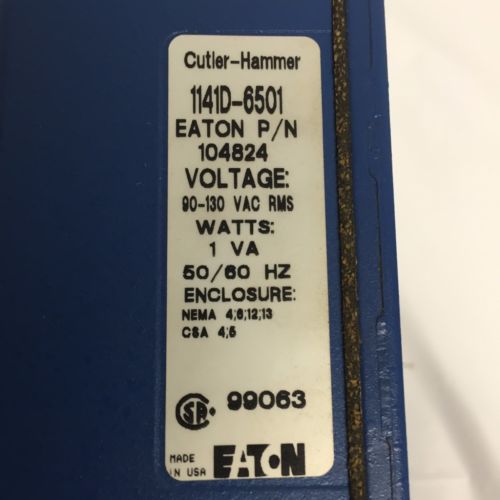 Cutler-Hammer
1141D-6501
EATON P/N
104824
VOLTAGE:
90-130 VAC RMS
WATTS:
1 VA
50/60 HZ
ENCLOSURE:
NEMA 4;6;12;13
CSA 4;5
SA® 99063
MADE
IN USA
EATON